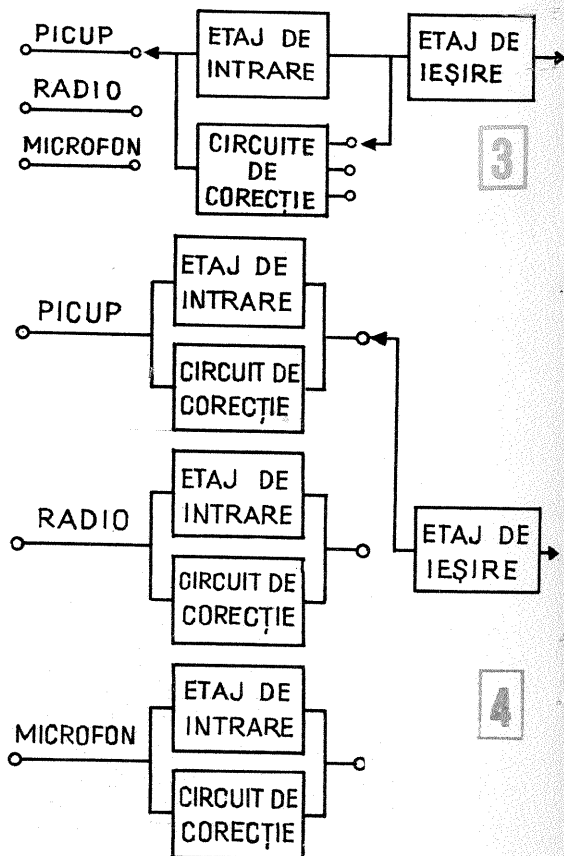 PICUP
RADIO
MICROFON
ETAJ DE
INTRARE
ETAJ DE
IEȘIRE
CIRCUITE
DE
CORECȚIE
3
PICUP
ETAJ DE
INTRARE
CIRCUIT DE
CORECȚIE
RADIO
ETAJ DE
INTRARE
CIRCUIT DE
CORECȚIE
ETAJ DE
IEȘIRE
MICROFON
ETAJ DE
INTRARE
CIRCUIT DE
CORECȚIE
4